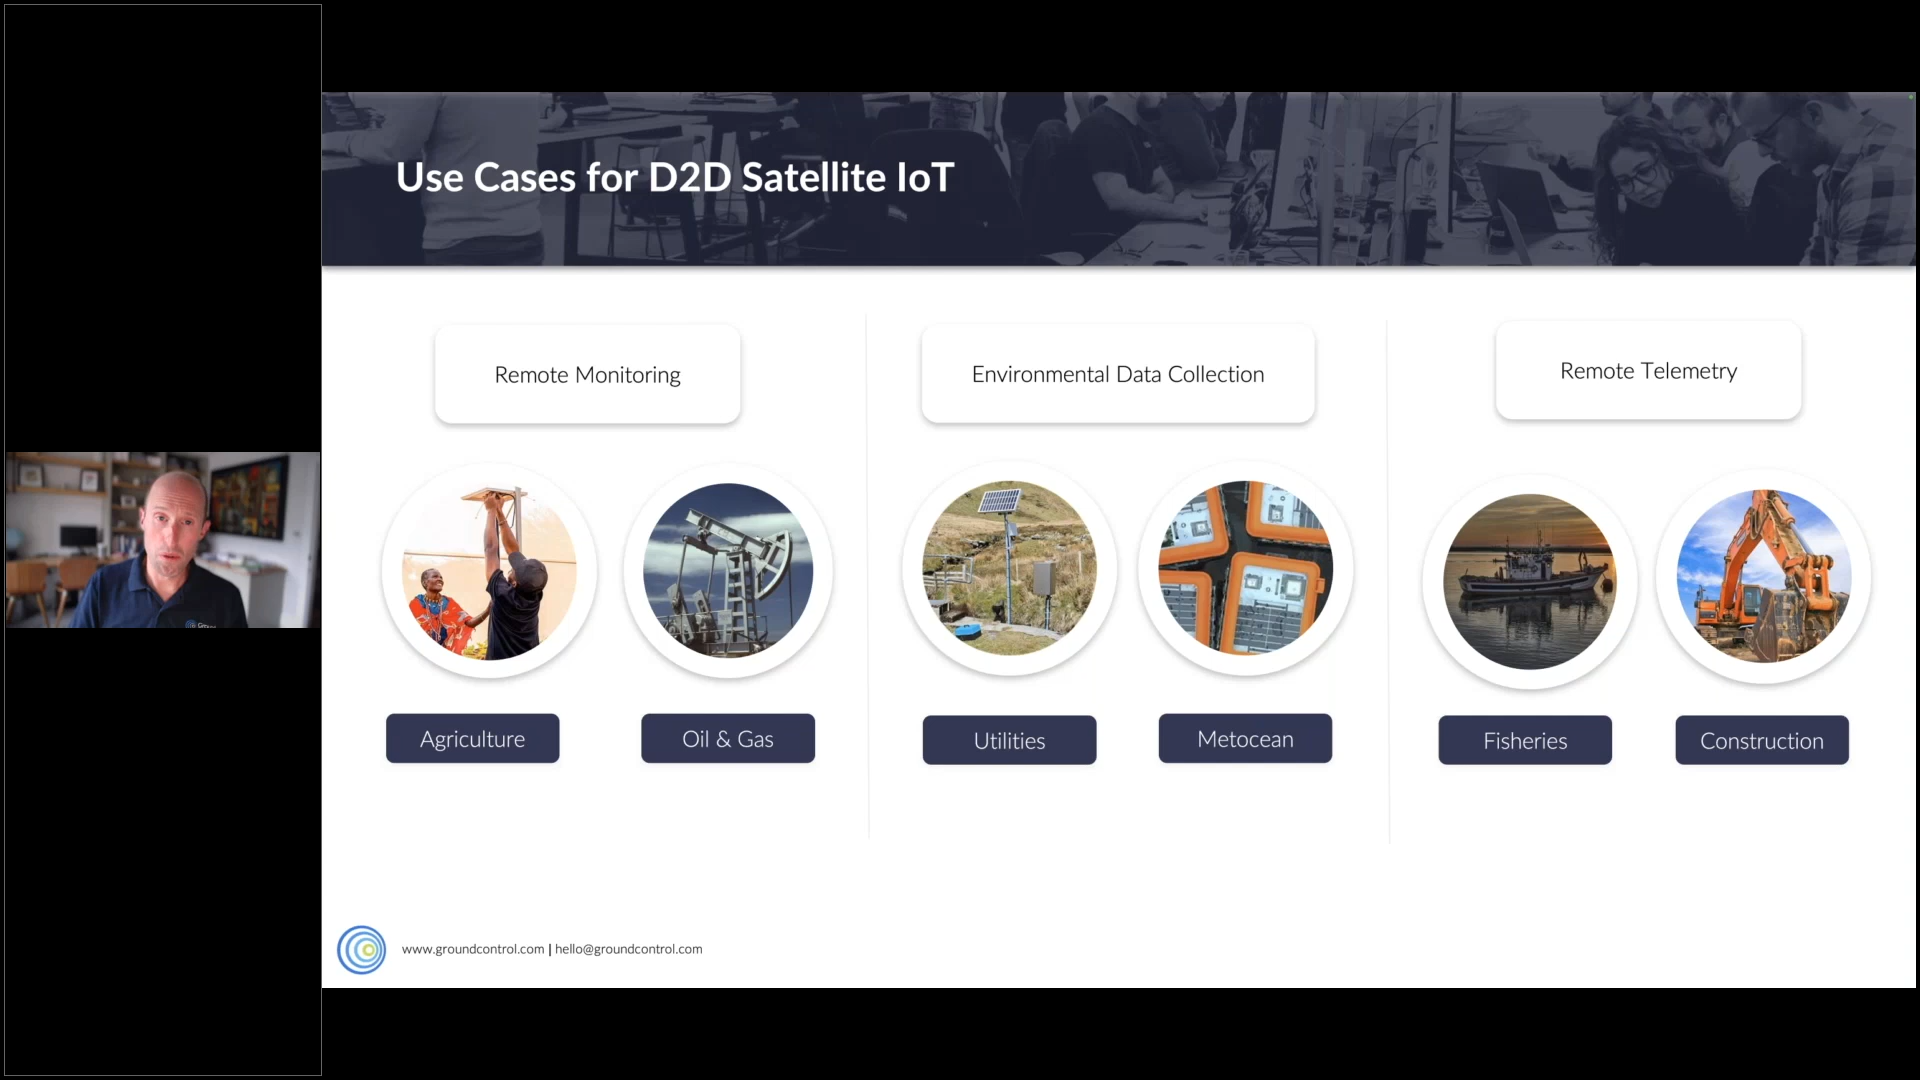 Use Cases for D2D Satellite IoT
Remote Monitoring
Environmental Data Collection
Remote Telemetry
Agriculture
Oil & Gas
Utilities
Metocean
Fisheries
Construction
www.groundcontrol.com | hello@groundcontrol.com